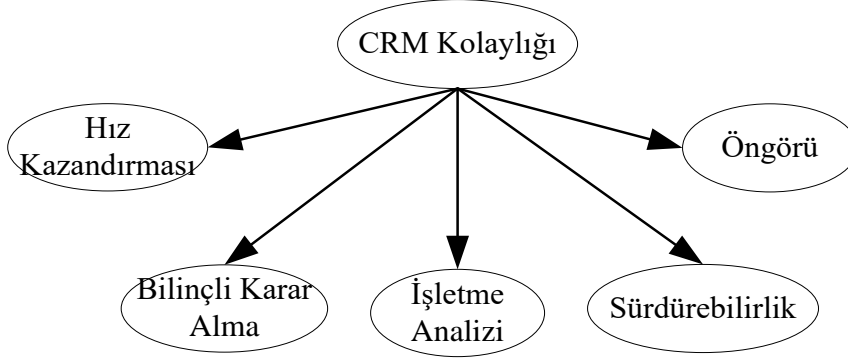 CRM Kolaylığı
Hız
Kazandırması
Öngörü
Bilinçli Karar
Alma
İşletme
Analizi
Sürdürebilirlik